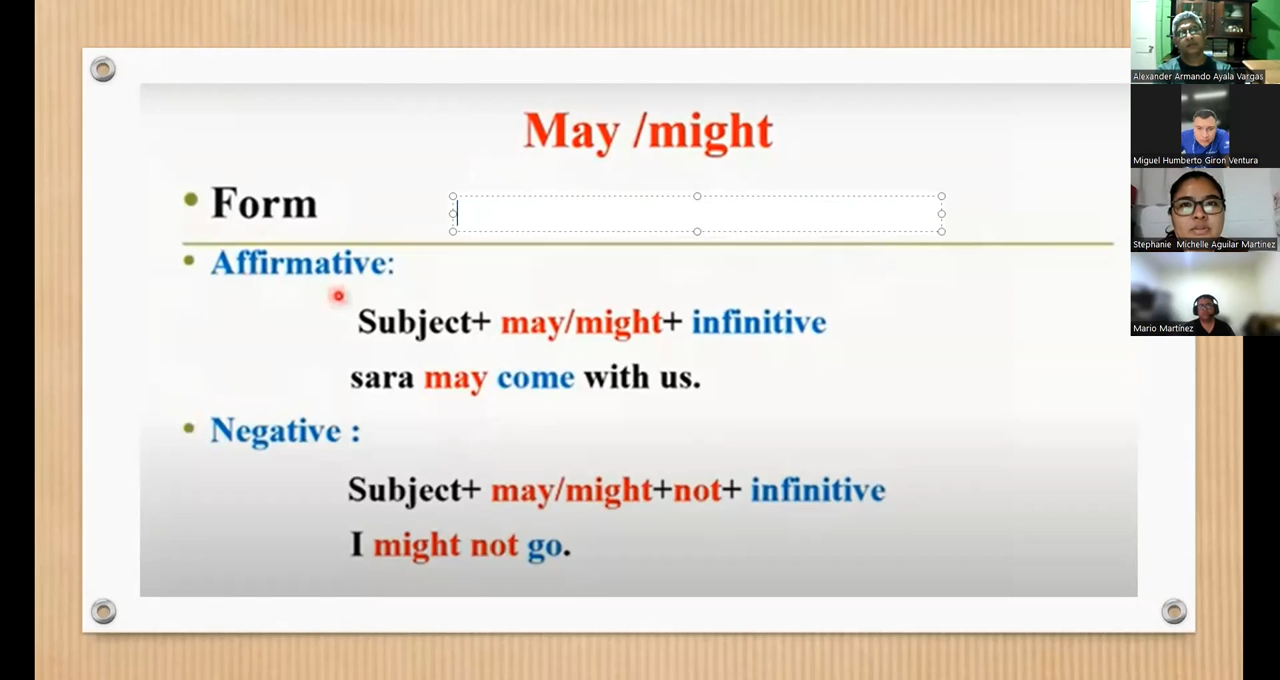 May /might
• Form
• Affirmative:
Subject+ may/might+ infinitive
sara may come with us.
• Negative :
Subject+ may/might+not+ infinitive
I might not go.
Alexander Armando Ayala Vargas
Miguel Humberto Giron Ventura
Stephanie Michelle Aguilar Martinez
Mario Martínez